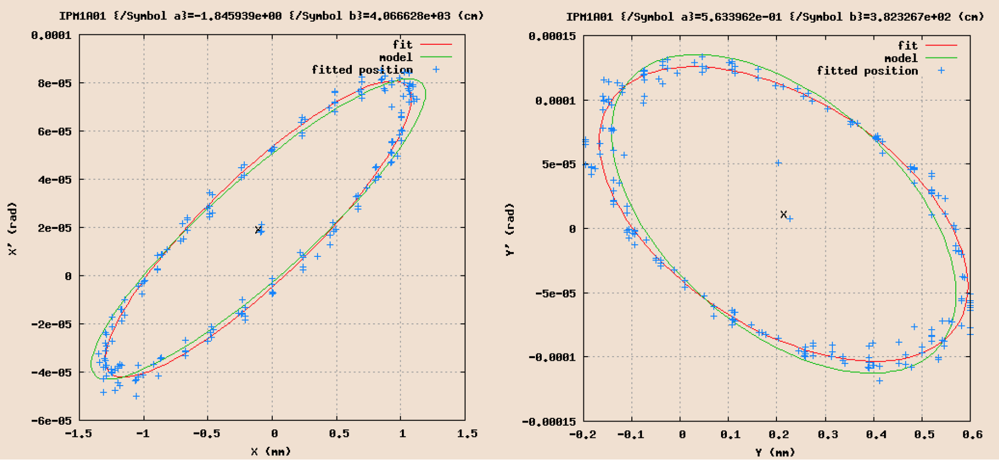 IPM1A01 {/Symbol a}=-1.845939e+00 {/Symbol b}=4.066628e+03 (cm)
0.0001
8e-05
6e-05
4e-05
2e-05
0
-2e-05
-4e-05
-6e-05
X' (rad)
fit
model
fitted position
X
-1.5 -1 -0.5 0 0.5 1 1.5
X (mm)
IPM1A01 {/Symbol a}=5.633962e-01 {/Symbol b}=3.823267e+02 (cm)
0.00015
0.0001
5e-05
0
-5e-05
-0.0001
-0.00015
Y' (rad)
fit
model
fitted position
X
-0.2 -0.1 0 0.1 0.2 0.3 0.4 0.5 0.6
Y (mm)